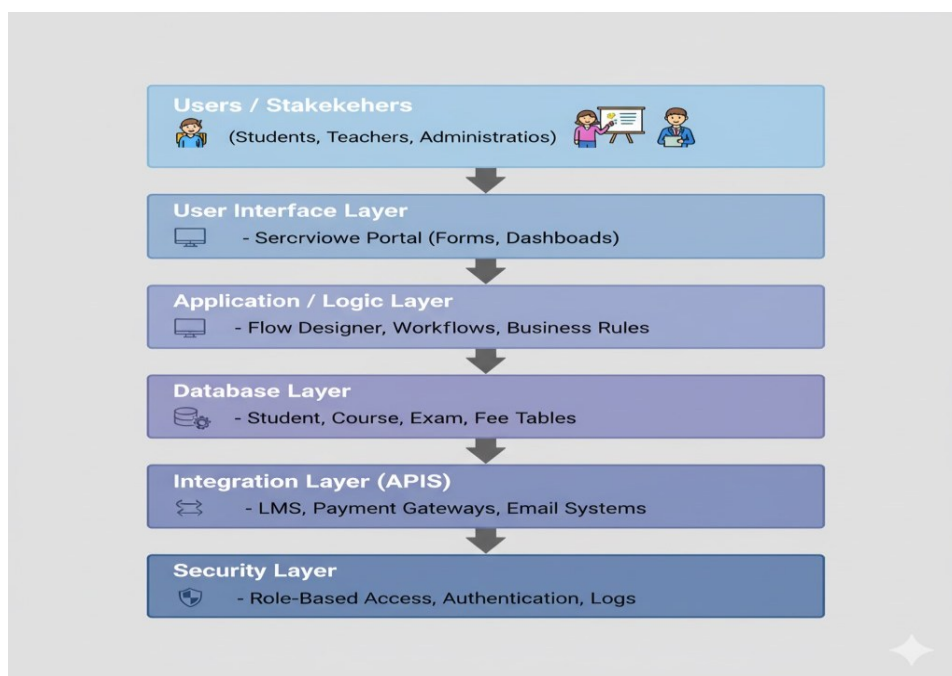 Users / Stakekehers
(Students, Teachers, Administratios)
User Interface Layer
- Sercrviowe Portal (Forms, Dashboads)
Application / Logic Layer
- Flow Designer, Workflows, Business Rules
Database Layer
- Student, Course, Exam, Fee Tables
Integration Layer (APIS)
- LMS, Payment Gateways, Email Systems
Security Layer
- Role-Based Access, Authentication, Logs